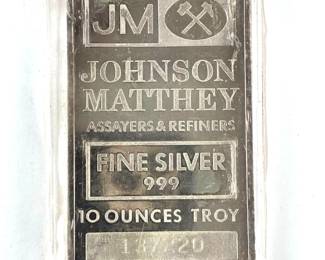 JM
JOHNSON
MATTHEY
ASSAYERS & REFINERS
FINE SILVER
999
10 OUNCES TROY